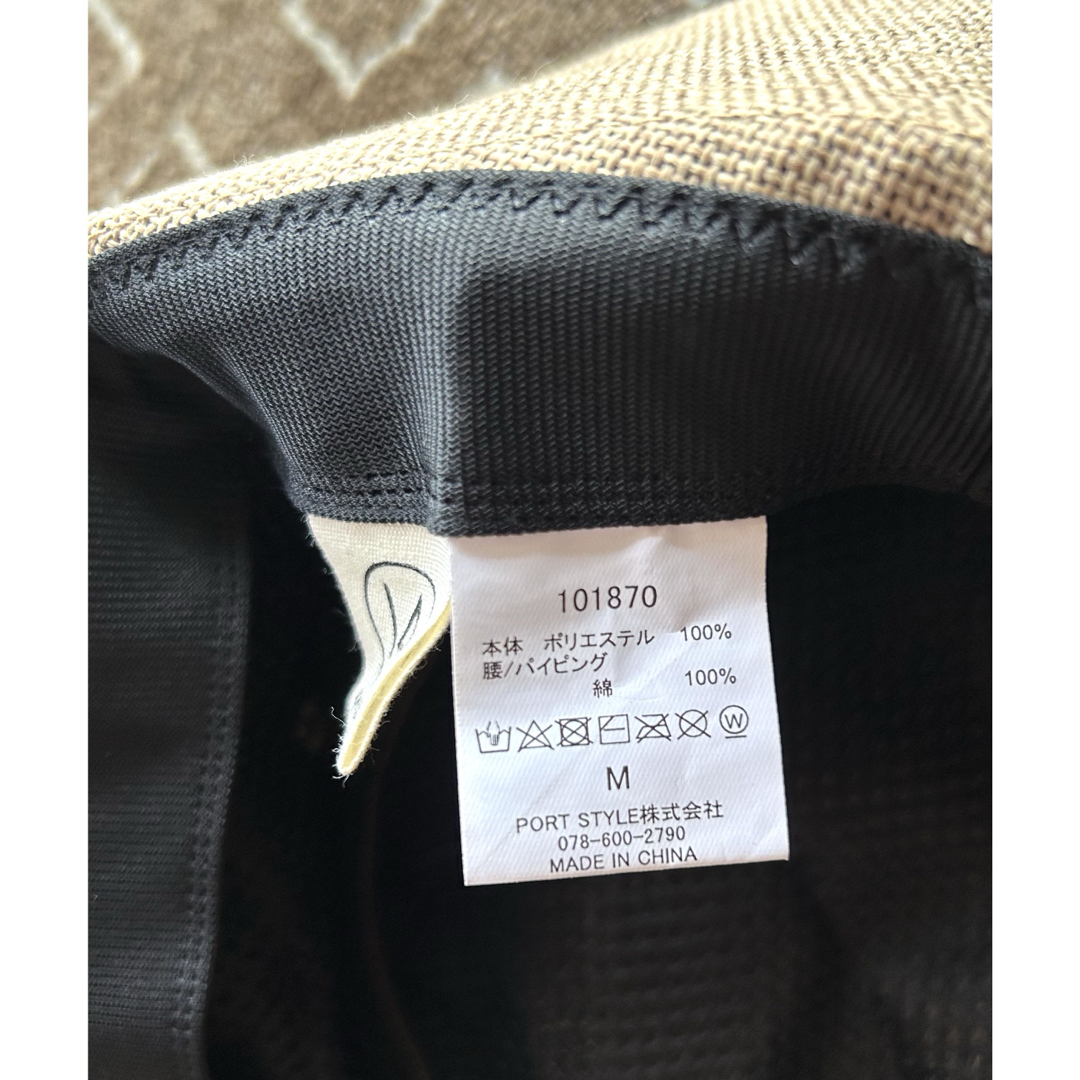 101870
本体 ポリエステル 100%
腰/パイピング
綿 100%
W
M
PORT STYLE株式会社
078-600-2790
MADE IN CHINA